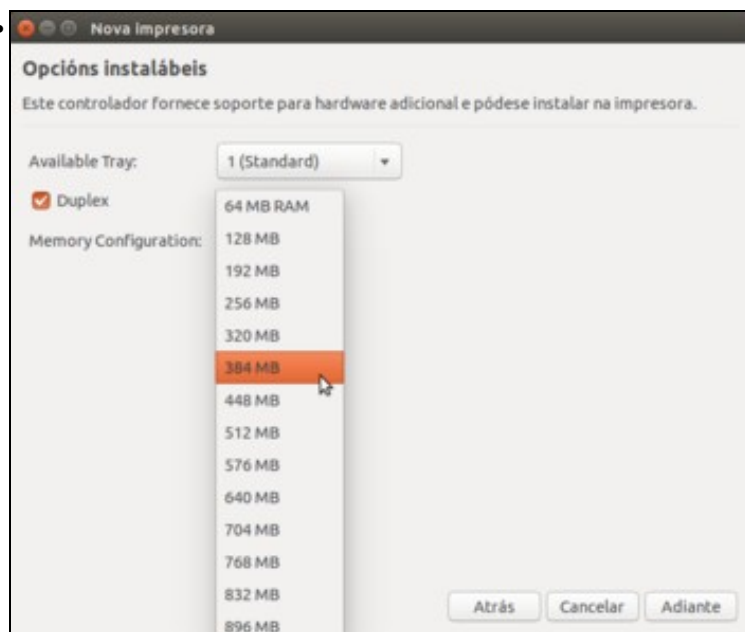 Nova impresora
Opcións instalábeis
Este controlador fornece soporte para hardware adicional e pódese instalar na impresora.
Available Tray: 1 (Standard)
Duplex
Memory Configuration:
64 MB RAM
128 MB
192 MB
256 MB
320 MB
384 MB
448 MB
512 MB
576 MB
640 MB
704 MB
768 MB
832 MB
896 MB
Atrás Cancelar Adiante